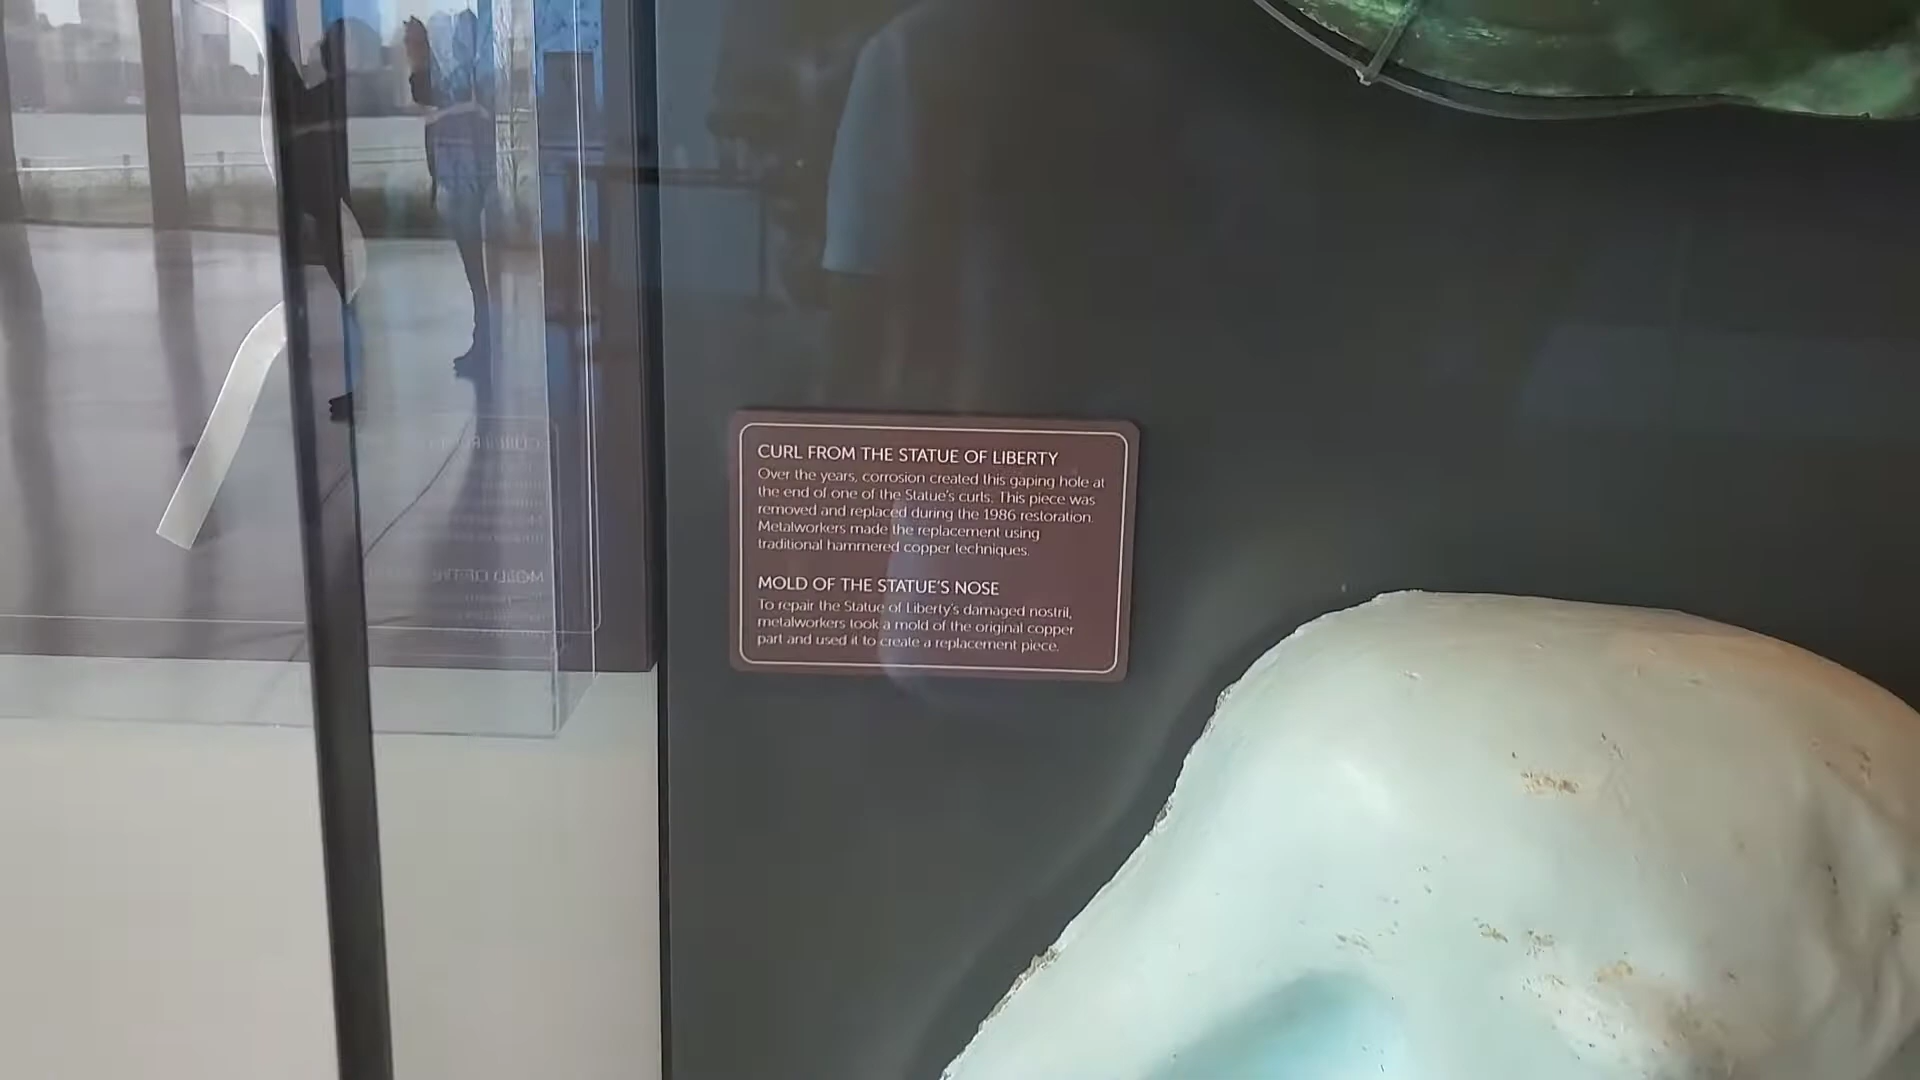 CURL FROM THE STATUE OF LIBERTY
Over the years, corrosion created this gaping hole at
the end of one of the Statue's curls. This piece was
removed and replaced during the 1986 restoration.
Metalworkers made the replacement using
traditional hammered copper techniques.
MOLD OF THE STATUE'S NOSE
To repair the Statue of Liberty's damaged nostril,
metalworkers took a mold of the original copper
part and used it to create a replacement piece.